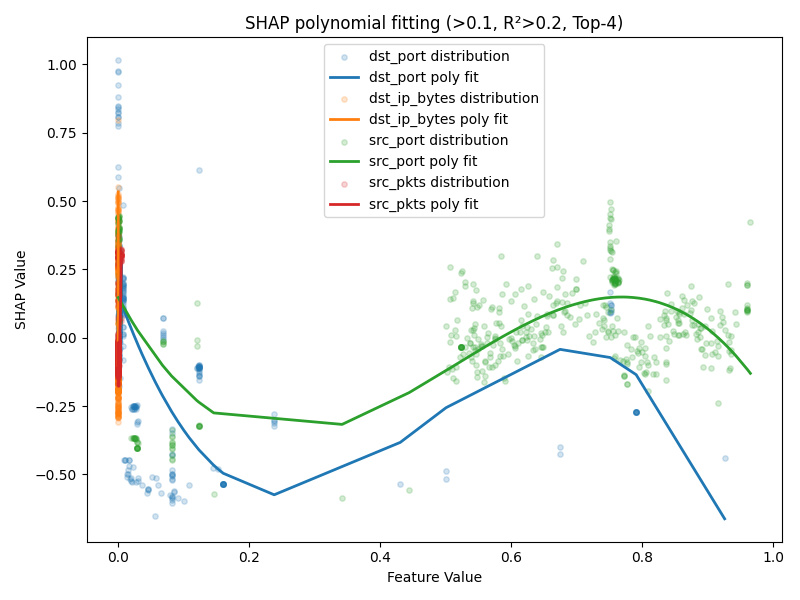 SHAP polynomial fitting (>0.1, R²>0.2, Top-4)
dst_port distribution
dst_port poly fit
dst_ip_bytes distribution
dst_ip_bytes poly fit
src_port distribution
src_port poly fit
src_pkts distribution
src_pkts poly fit
SHAP Value
1.00
0.75
0.50
0.25
0.00
−0.25
−0.50
0.0 0.2 0.4 0.6 0.8 1.0
Feature Value